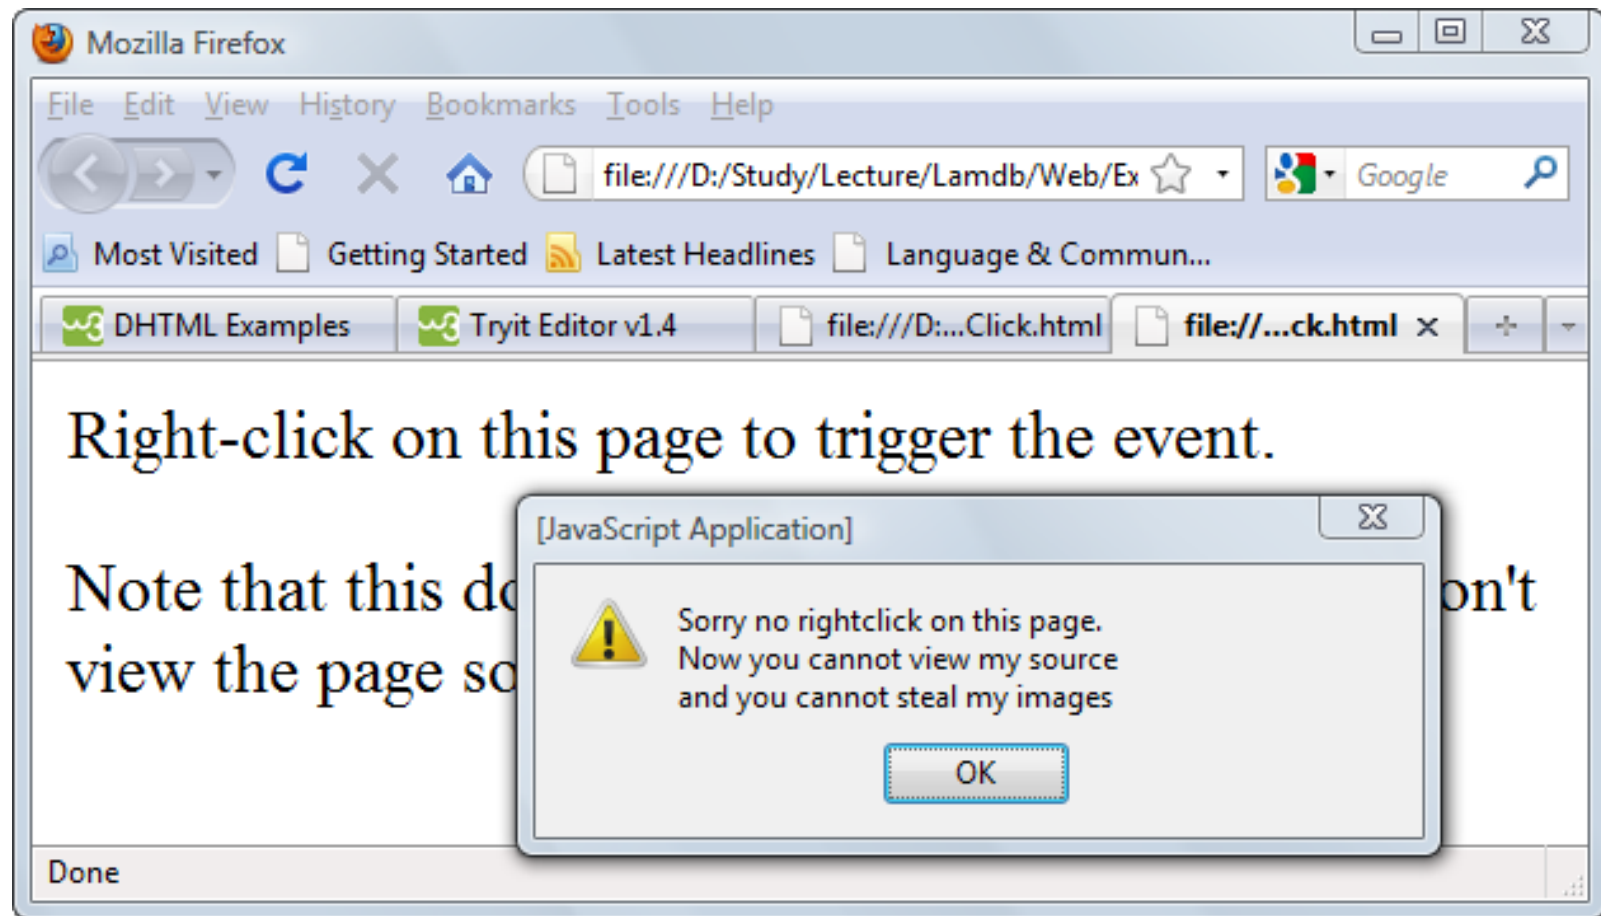 Mozilla Firefox
File Edit View History Bookmarks Tools Help
file:///D:/Study/Lecture/Lamdb/Web/Ex
Google
Most Visited Getting Started Latest Headlines Language & Commun...
DHTML Examples Tryit Editor v1.4 file:///D:...Click.html file://...ck.html
Right-click on this page to trigger the event.
[JavaScript Application]
Note that this
view the page
Sorry no rightclick on this page.
Now you cannot view my source
and you cannot steal my images
OK
Done